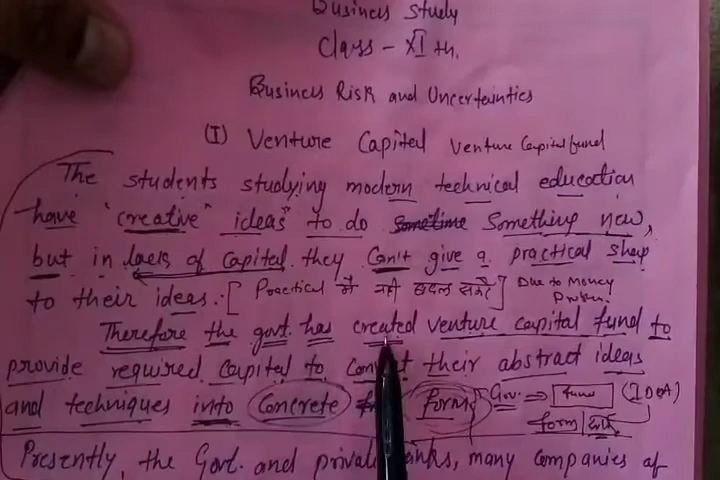 Business Study
Class - XI th.
Business Risk and Uncertainties
(I) Venture Capital Venture Capital fund
The students studying modern technical education
have "creative" ideas" to do sometime Something new,
but in lack of Capital they Can't give a practical shap
to their ideas. [Practical में नहीं बदल सकते] Due to Money
Therefore the govt. has created venture capital fund to
provide required capital to convert their abstract ideas
and techniques into Concrete form. Gov. ⇒ fund (IDEA)
form
Presently, the Govt. and private banks, many companies of